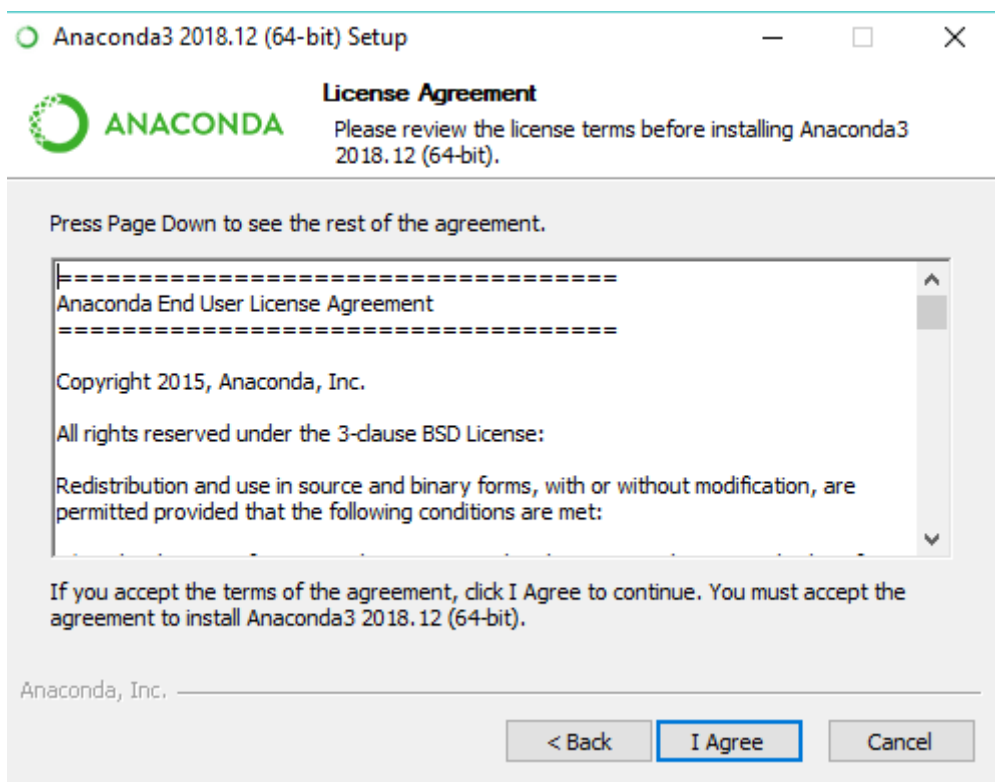 Anaconda3 2018.12 (64-bit) Setup
ANACONDA
License Agreement
Please review the license terms before installing Anaconda3
2018.12 (64-bit).
Press Page Down to see the rest of the agreement.
===================================
Anaconda End User License Agreement
===================================
Copyright 2015, Anaconda, Inc.
All rights reserved under the 3-clause BSD License:
Redistribution and use in source and binary forms, with or without modification, are
permitted provided that the following conditions are met:
If you accept the terms of the agreement, click I Agree to continue. You must accept the
agreement to install Anaconda3 2018.12 (64-bit).
Anaconda, Inc.
< Back
I Agree
Cancel